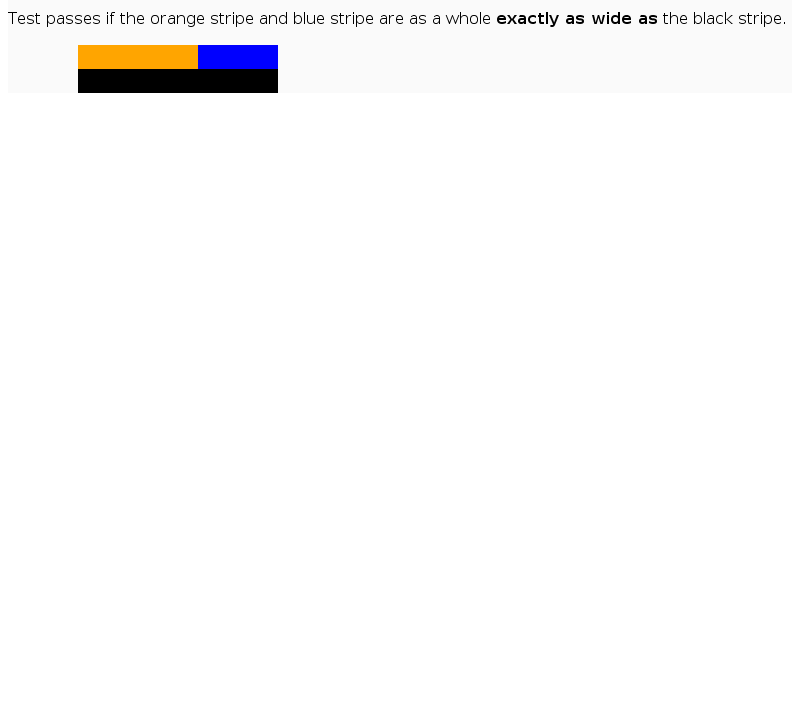 Test passes if the orange stripe and blue stripe are as a whole exactly as wide as the black stripe.